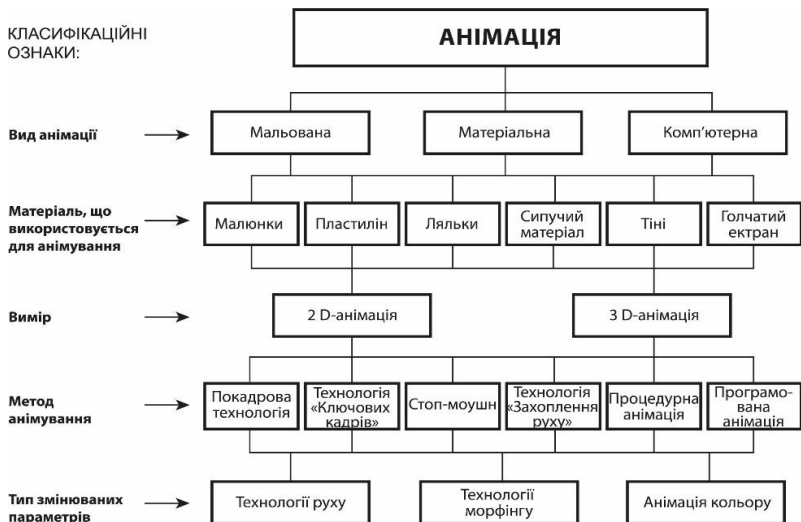 КЛАСИФІКАЦІЙНІ
ОЗНАКИ:
АНІМАЦІЯ
Вид анімації
Мальована
Матеріальна
Комп'ютерна
Матеріаль, що
використовується
для анімування
Малюнки
Пластилін
Ляльки
Сипучий
матеріал
Тіні
Голчатий
ектран
Вимір
2 D-анімація
3 D-анімація
Метод
анімування
Покадрова
технологія
Технологія
«Ключових
кадрів»
Стоп-моушн
Технологія
«Захоплення
руху»
Процедурна
анімація
Програмо-
вана
анімація
Тип змінюваних
параметрів
Технології руху
Технології
морфінгу
Анімація кольору